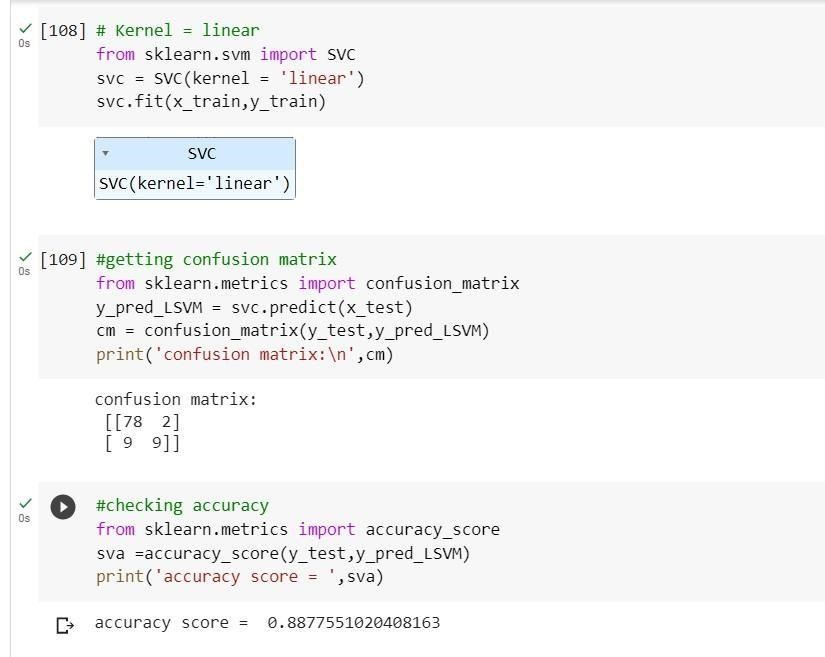 [108] # Kernel = linear
0s
from sklearn.svm import SVC
svc = SVC(kernel = 'linear')
svc.fit(x_train,y_train)
SVC
SVC(kernel='linear')
[109] #getting confusion matrix
0s
from sklearn.metrics import confusion_matrix
y_pred_LSVM = svc.predict(x_test)
cm = confusion_matrix(y_test,y_pred_LSVM)
print('confusion matrix:\n',cm)
confusion matrix:
[[78  2]
[ 9  9]]
#checking accuracy
0s
from sklearn.metrics import accuracy_score
sva =accuracy_score(y_test,y_pred_LSVM)
print('accuracy score = ',sva)
accuracy score =  0.8877551020408163